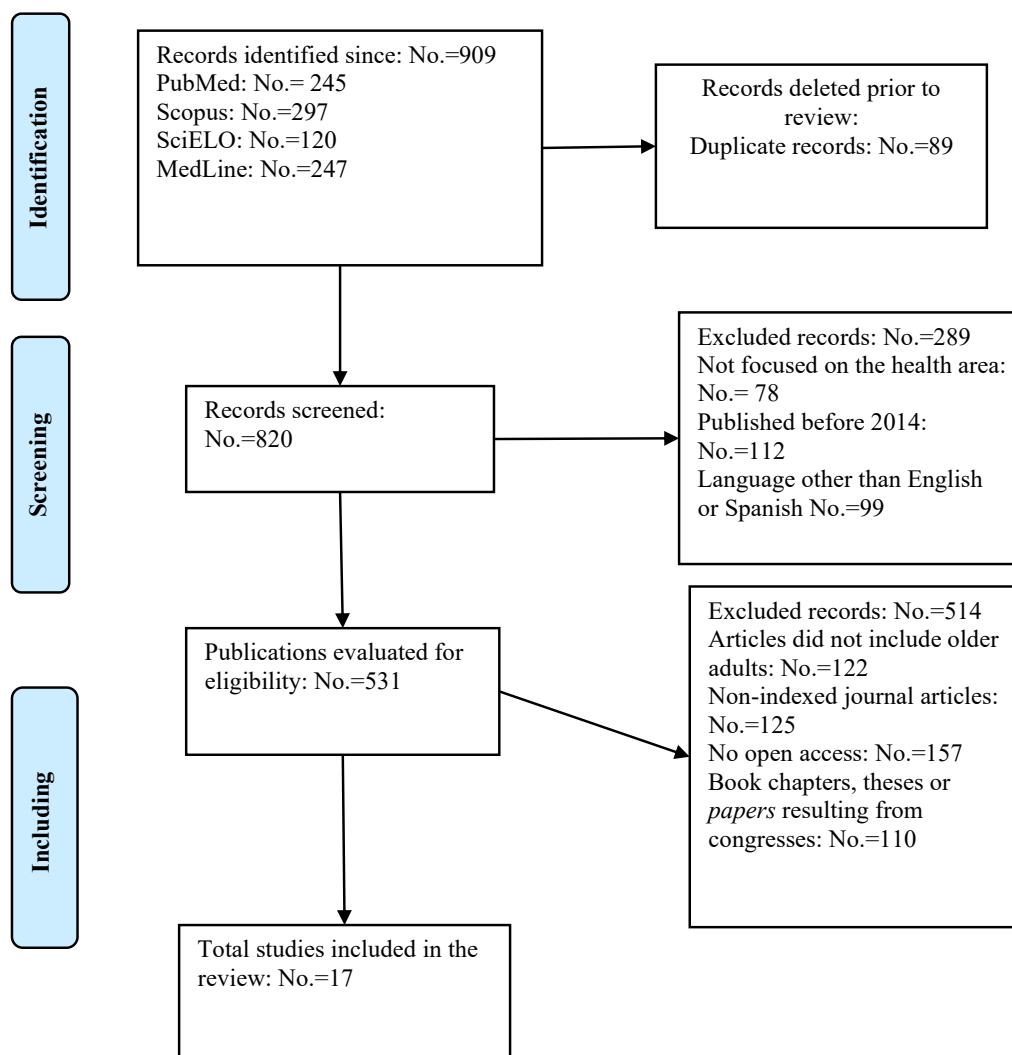 Identification
Records identified since: No.=909
PubMed: No.= 245
Scopus: No.=297
SciELO: No.=120
MedLine: No.=247
Records deleted prior to
review:
Duplicate records: No.=89
Screening
Records screened:
No.=820
Excluded records: No.=289
Not focused on the health area:
No.= 78
Published before 2014:
No.=112
Language other than English
or Spanish No.=99
Including
Publications evaluated for
eligibility: No.=531
Excluded records: No.=514
Articles did not include older
adults: No.=122
Non-indexed journal articles:
No.=125
No open access: No.=157
Book chapters, theses or
papers resulting from
congresses: No.=110
Total studies included in the
review: No.=17